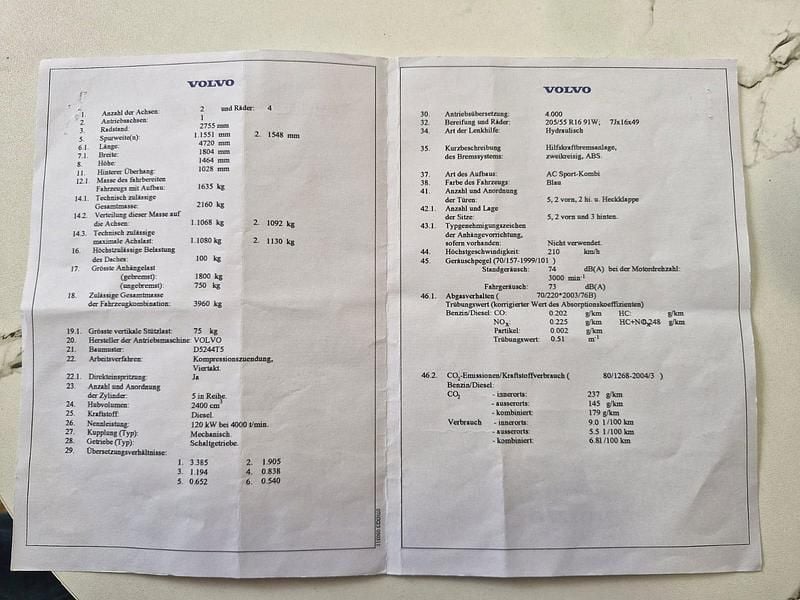 VOLVO
1. Anzahl der Achsen: 2 und Räder: 4
2. Antriebsachsen: 1
3. Radstand: 2755 mm
5. Spurweite(n): 1.1551 mm 2. 1548 mm
6.1. Länge: 4720 mm
7.1. Breite: 1804 mm
8. Höhe: 1464 mm
11. Hinterer Überhang: 1028 mm
12.1. Masse des fahrbereiten
Fahrzeugs mit Aufbau: 1635 kg
14.1. Technisch zulässige
Gesamtmasse: 2160 kg
14.2. Verteilung dieser Masse auf
die Achsen: 1.1068 kg 2. 1092 kg
14.3. Technisch zulässige
maximale Achslast: 1.1080 kg 2. 1130 kg
16. Höchstzulässige Belastung
des Daches: 100 kg
17. Grösste Anhängelast
(gebremst): 1800 kg
(ungebremst): 750 kg
18. Zulässige Gesamtmasse
der Fahrzeugkombination: 3960 kg
19.1. Grösste vertikale Stützlast: 75 kg
20. Hersteller der Antriebsmaschine: VOLVO
21. Baumuster: D5244T5
22. Arbeitsverfahren: Kompressionszuendung,
Viertakt.
22.1. Direkteinspritzung: Ja
23. Anzahl und Anordnung
der Zylinder: 5 in Reihe.
24. Hubvolumen: 2400 cm³
25. Kraftstoff: Diesel.
26. Nennleistung: 120 kW bei 4000 t/min.
27. Kupplung (Typ): Mechanisch.
28. Getriebe (Typ): Schaltgetriebe.
29. Übersetzungsverhältnisse:
1. 3.385 2. 1.905
3. 1.194 4. 0.838
5. 0.652 6. 0.540
VOLVO
30. Antriebsübersetzung: 4.000
32. Bereifung und Räder: 205/55 R16 91W; 7Jx16x49
34. Art der Lenkhilfe: Hydraulisch
35. Kurzbeschreibung Hilfskraftbremsanlage,
des Bremssystems: zweikreisig, ABS.
37. Art des Aufbau: AC Sport-Kombi
38. Farbe des Fahrzeugs: Blau
41. Anzahl und Anordnung
der Türen: 5, 2 vorn, 2 hi. u. Heckklappe
42.1. Anzahl und Lage
der Sitze: 5, 2 vorn und 3 hinten.
43.1. Typgenehmigungszeichen
der Anhängevorrichtung,
sofern vorhanden: Nicht verwendet.
44. Höchstgeschwindigkeit: 210 km/h
45. Geräuschpegel (70/157-1999/101 )
Standgeräusch: 74 dB(A) bei der Motordrehzahl:
3000 min⁻¹
Fahrgeräusch: 73 dB(A)
46.1. Abgasverhalten ( 70/220*2003/76B)
Trübungswert (korrigierter Wert des Absorptionskoeffizienten)
Benzin/Diesel: CO: 0.202 g/km HC: g/km
NOx: 0.225 g/km HC+NOx 0.248 g/km
Partikel: 0.002 g/km
Trübungswert: 0.51 m⁻¹
46.2. CO₂-Emissionen/Kraftstoffverbrauch ( 80/1268-2004/3 )
Benzin/Diesel:
CO₂ - innerorts: 237 g/km
- ausserorts: 145 g/km
- kombiniert: 179 g/km
Verbrauch - innerorts: 9.0 l/100 km
- ausserorts: 5.5 l/100 km
- kombiniert: 6.8l/100 km